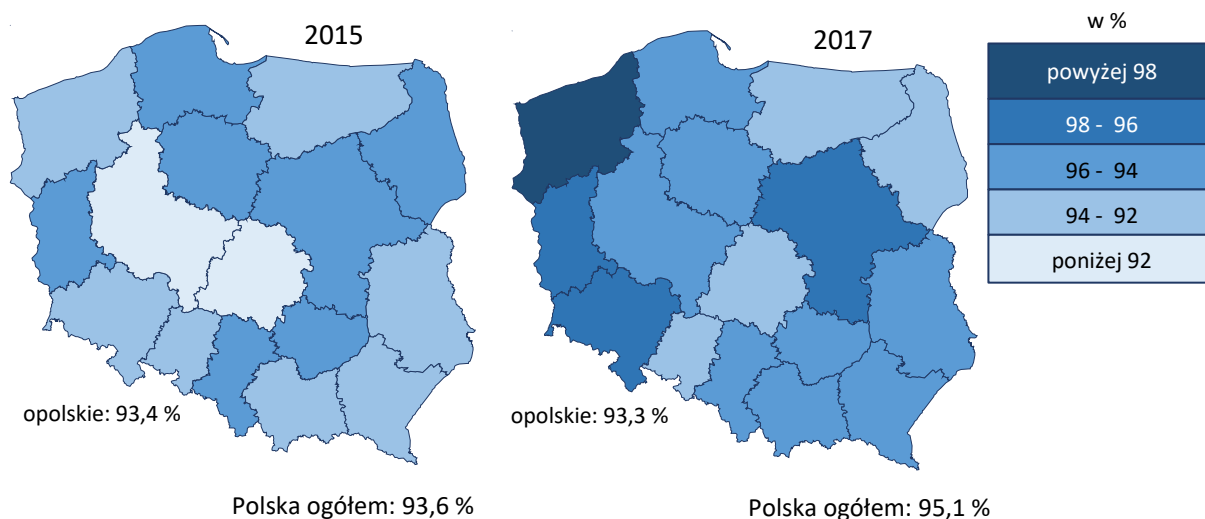 2015
2017
w %
powyżej 98
98 -  96
96 -  94
94 -  92
poniżej 92
opolskie: 93,4 %
opolskie: 93,3 %
Polska ogółem: 93,6 %
Polska ogółem: 95,1 %